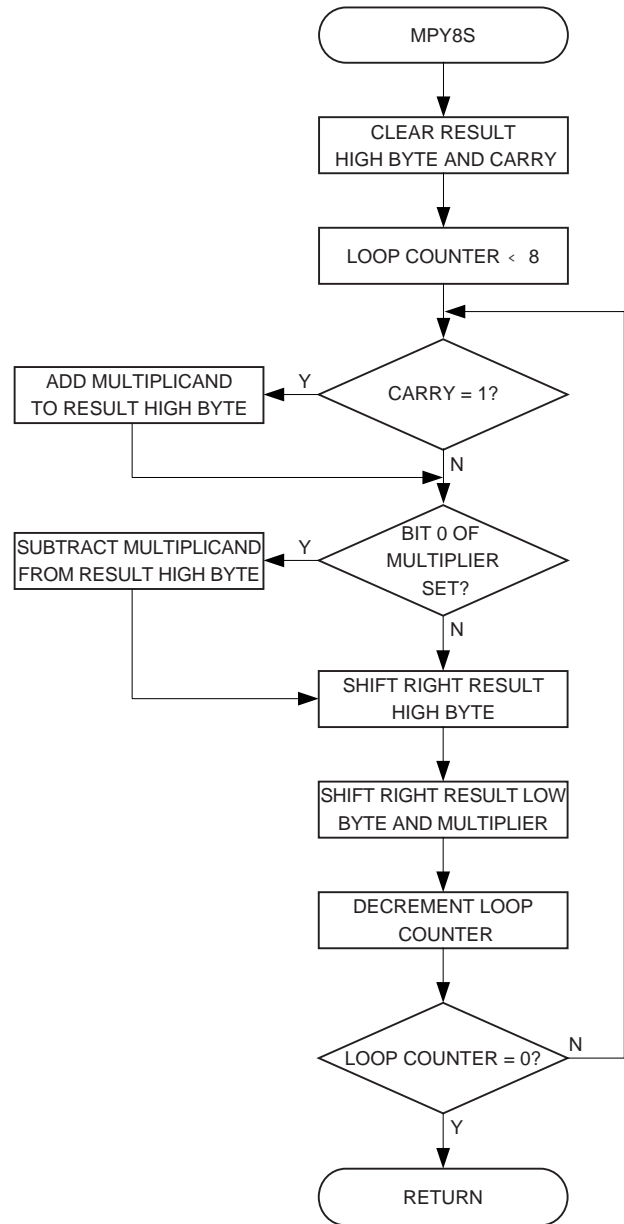 MPY8S
CLEAR RESULT
HIGH BYTE AND CARRY
LOOP COUNTER < 8
CARRY = 1?
Y
ADD MULTIPLICAND
TO RESULT HIGH BYTE
N
BIT 0 OF
MULTIPLIER
SET?
Y
SUBTRACT MULTIPLICAND
FROM RESULT HIGH BYTE
N
SHIFT RIGHT RESULT
HIGH BYTE
SHIFT RIGHT RESULT LOW
BYTE AND MULTIPLIER
DECREMENT LOOP
COUNTER
LOOP COUNTER = 0?
N
Y
RETURN